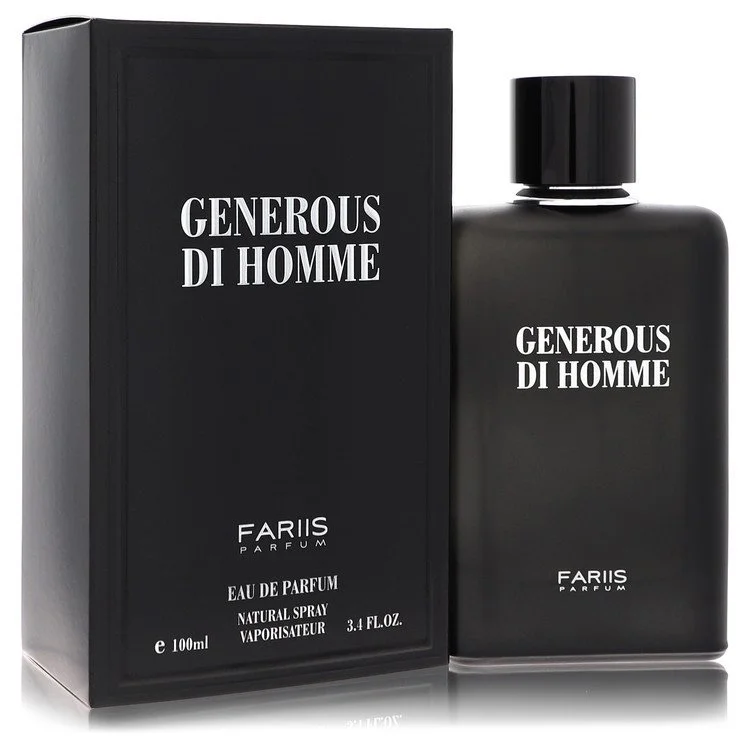 GENEROUS
DI HOMME
FARIIS
PARFUM
EAU DE PARFUM
NATURAL SPRAY
VAPORISATEUR
3.4 FL.OZ.
e 100ml
GENEROUS
DI HOMME
FARIIS
PARFUM